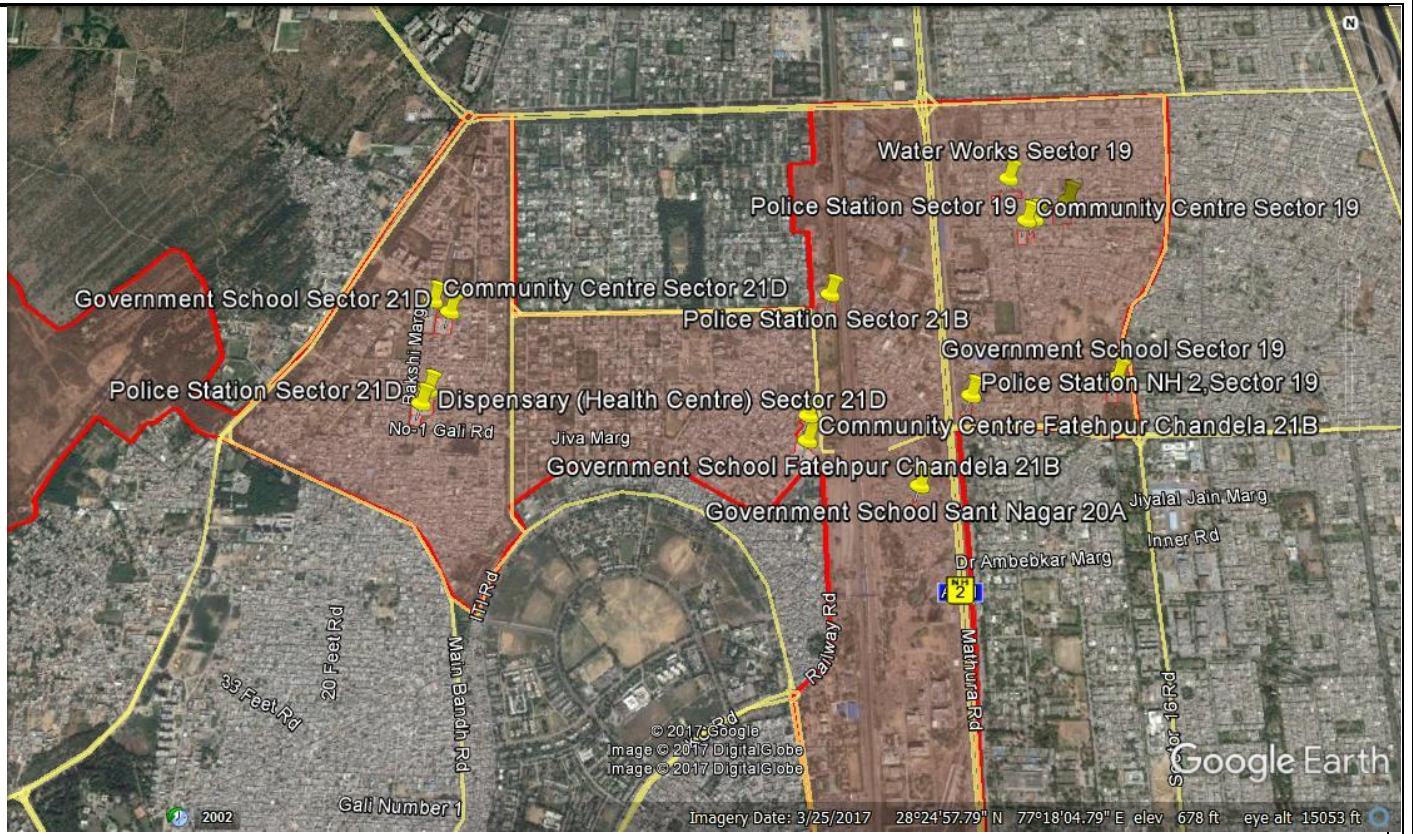 N
Water Works Sector 19
Police Station Sector 19
Community Centre Sector 19
Government School Sector 21D
Community Centre Sector 21D
Bakshi Marg
Police Station Sector 21B
Government School Sector 19
Police Station Sector 21D
Dispensary (Health Centre) Sector 21D
Police Station NH 2,Sector 19
No-1 Gali Rd
Jiva Marg
Community Centre Fatehpur Chandela 21B
Government School Fatehpur Chandela 21B
Government School Sant Nagar 20A
Jiyalal Jain Marg
Inner Rd
Dr Ambebkar Marg
NH
2
ITI Rd
20 Feet Rd
33 Feet Rd
Main Bandh Rd
Railway Rd
Mathura Rd
© 2017 Google
Image © 2017 DigitalGlobe
Image © 2017 DigitalGlobe
Google Earth
Gali Number 1
2002
Imagery Date: 3/25/2017 28°24'57.79" N 77°18'04.79" E elev 678 ft eye alt 15053 ft